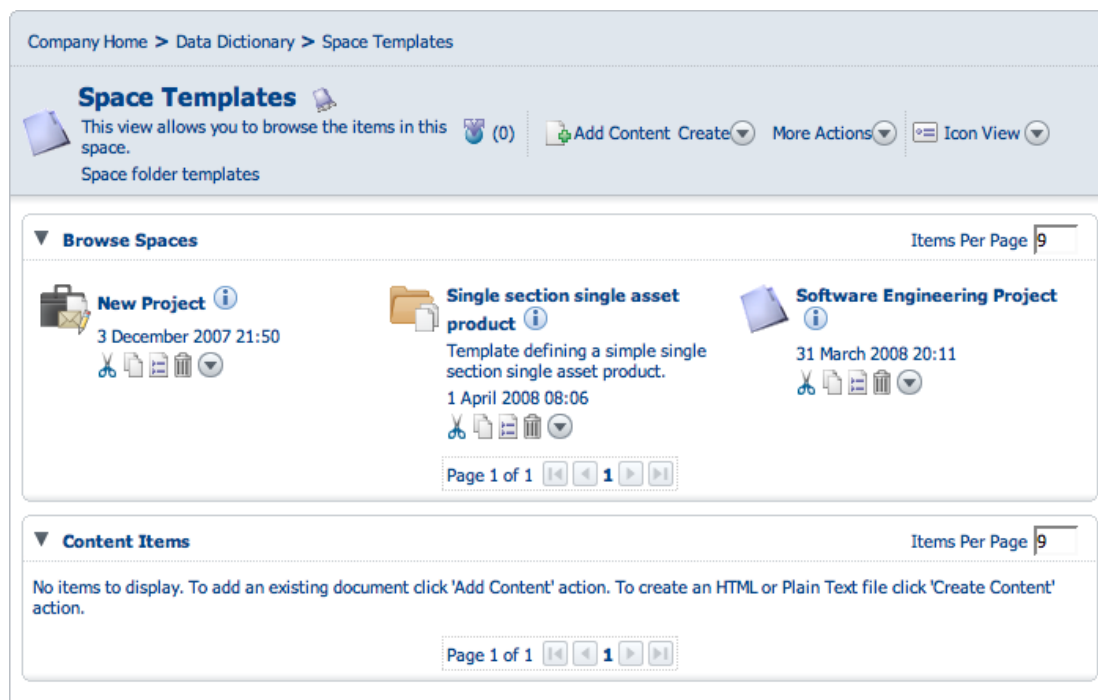 Company Home > Data Dictionary > Space Templates
Space Templates
This view allows you to browse the items in this
space.
Space folder templates
(0)
Add Content Create
More Actions
Icon View
Browse Spaces
Items Per Page 9
New Project
3 December 2007 21:50
Single section single asset
product
Template defining a simple single
section single asset product.
1 April 2008 08:06
Software Engineering Project
31 March 2008 20:11
Page 1 of 1 1
Content Items
Items Per Page 9
No items to display. To add an existing document click 'Add Content' action. To create an HTML or Plain Text file click 'Create Content'
action.
Page 1 of 1 1